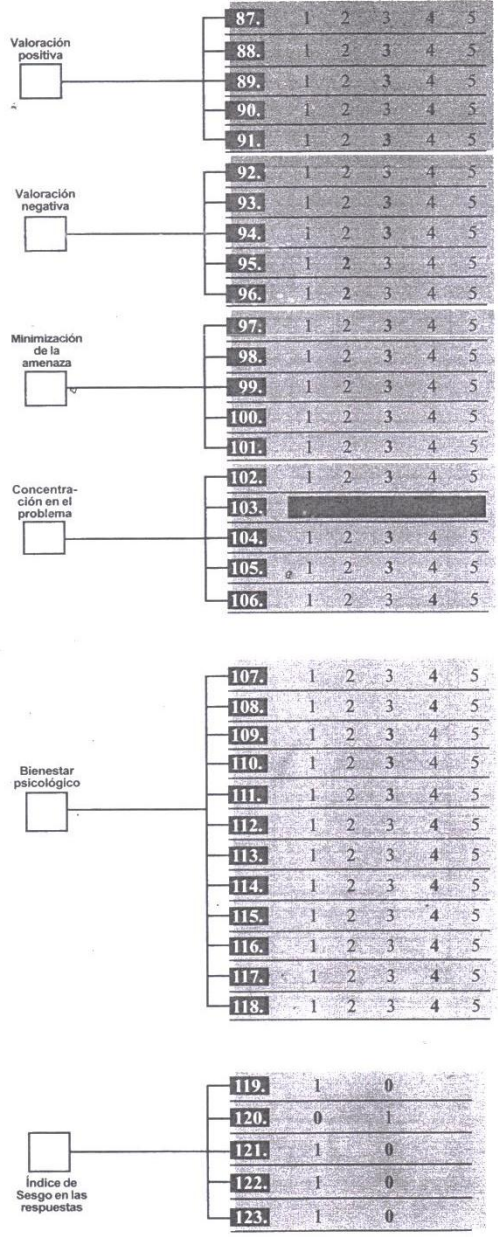 87. 1 2 3 4 5
Valoración
positiva
88. 1 2 3 4 5
89. 1 2 3 4 5
90. 1 2 3 4 5
91. 1 2 3 4 5
92. 1 2 3 4 5
Valoración
negativa
93. 1 2 3 4 5
94. 1 2 3 4 5
95. 1 2 3 4 5
96. 1 2 3 4 5
97. 1 2 3 4 5
Minimización
de la
amenaza
98. 1 2 3 4 5
99. 1 2 3 4 5
100. 1 2 3 4 5
101. 1 2 3 4 5
102. 1 2 3 4 5
Concentra-
ción en el
problema
103.
104. 1 2 3 4 5
105. 1 2 3 4 5
106. 1 2 3 4 5
107. 1 2 3 4 5
108. 1 2 3 4 5
109. 1 2 3 4 5
110. 1 2 3 4 5
Bienestar
psicológico
111. 1 2 3 4 5
112. 1 2 3 4 5
113. 1 2 3 4 5
114. 1 2 3 4 5
115. 1 2 3 4 5
116. 1 2 3 4 5
117. 1 2 3 4 5
118. 1 2 3 4 5
119. 1 0
120. 0 1
121. 1 0
122. 1 0
123. 1 0
Índice de
Sesgo en las
respuestas